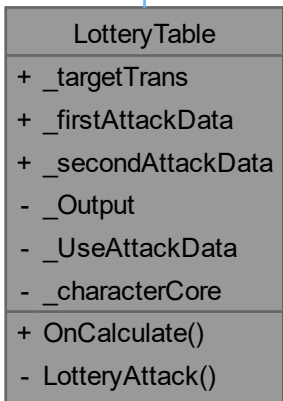 LotteryTable
+ _targetTrans
+ _firstAttackData
+ _secondAttackData
- _Output
- _UseAttackData
- _characterCore
+ OnCalculate()
- LotteryAttack()